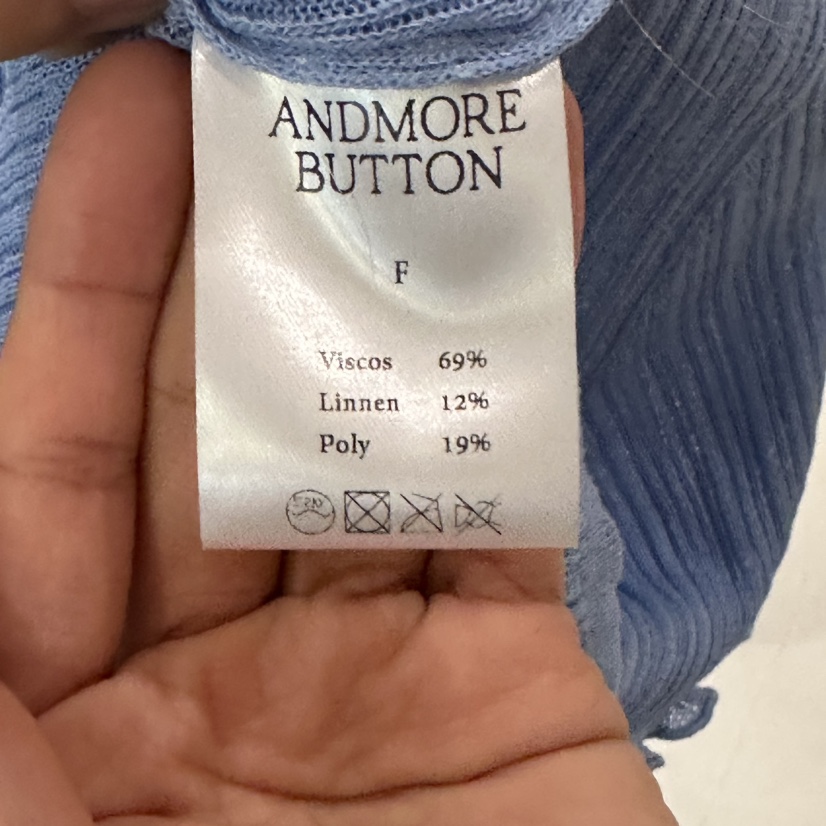 ANDMORE
BUTTON
F
Viscos 69%
Linnen 12%
Poly 19%